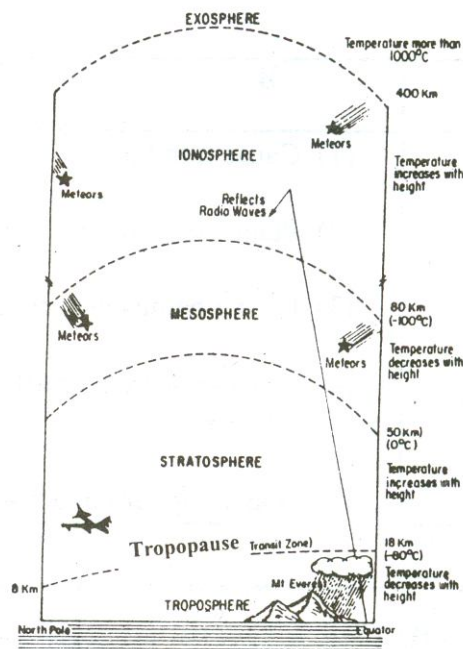 EXOSPHERE
Temperature more than
1000°C
400 Km
Meteors
IONOSPHERE
Meteors
Temperature
increases with
height
Reflects
Radio Waves
80 Km
(-100°C)
MESOSPHERE
Meteors
Meteors
Temperature
decreases with
height
50 Km)
(0°C)
STRATOSPHERE
Temperature
increases with
height
Tropopause Transit Zone)
18 Km
(-80°C)
Mt Everest
8 Km
Temperature
decreases with
height
TROPOSPHERE
North Pole
Equator